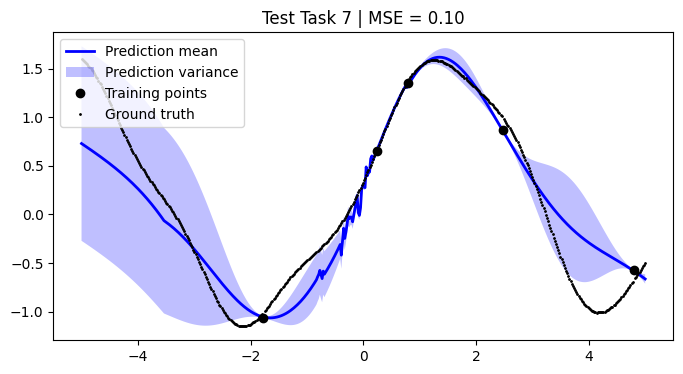 Test Task 7 | MSE = 0.10
Prediction mean
Prediction variance
Training points
Ground truth
1.5
1.0
0.5
0.0
−0.5
−1.0
−4
−2
0
2
4